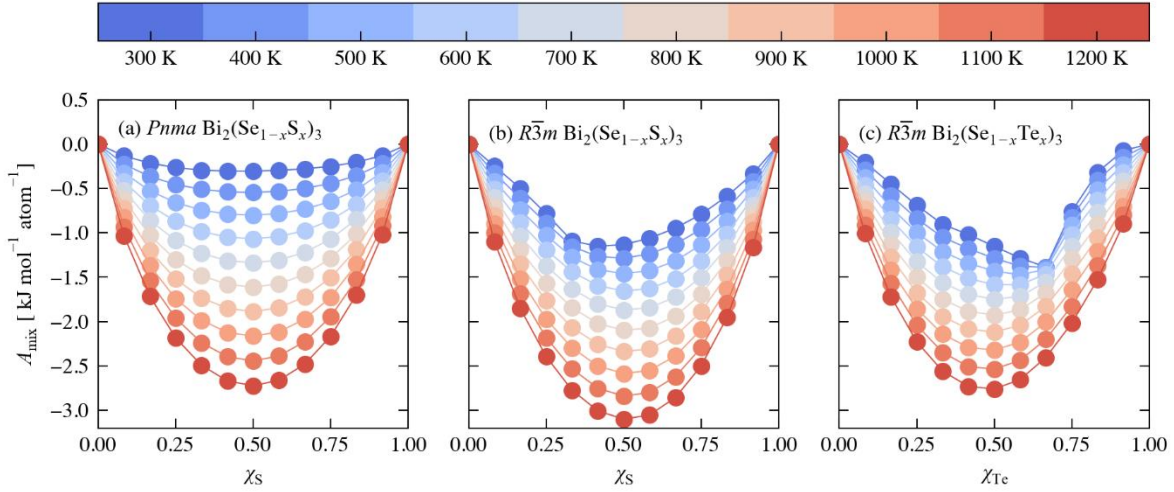 300 K 400 K 500 K 600 K 700 K 800 K 900 K 1000 K 1100 K 1200 K
A_mix [ kJ mol⁻¹ atom⁻¹ ]
0.5
0.0
−0.5
−1.0
−1.5
−2.0
−2.5
−3.0
(a) Pnma Bi₂(Se₁₋ₓSₓ)₃
0.00 0.25 0.50 0.75 1.00
χ_S
(b) R3̅m Bi₂(Se₁₋ₓSₓ)₃
0.00 0.25 0.50 0.75 1.00
χ_S
(c) R3̅m Bi₂(Se₁₋ₓTeₓ)₃
0.00 0.25 0.50 0.75 1.00
χ_Te